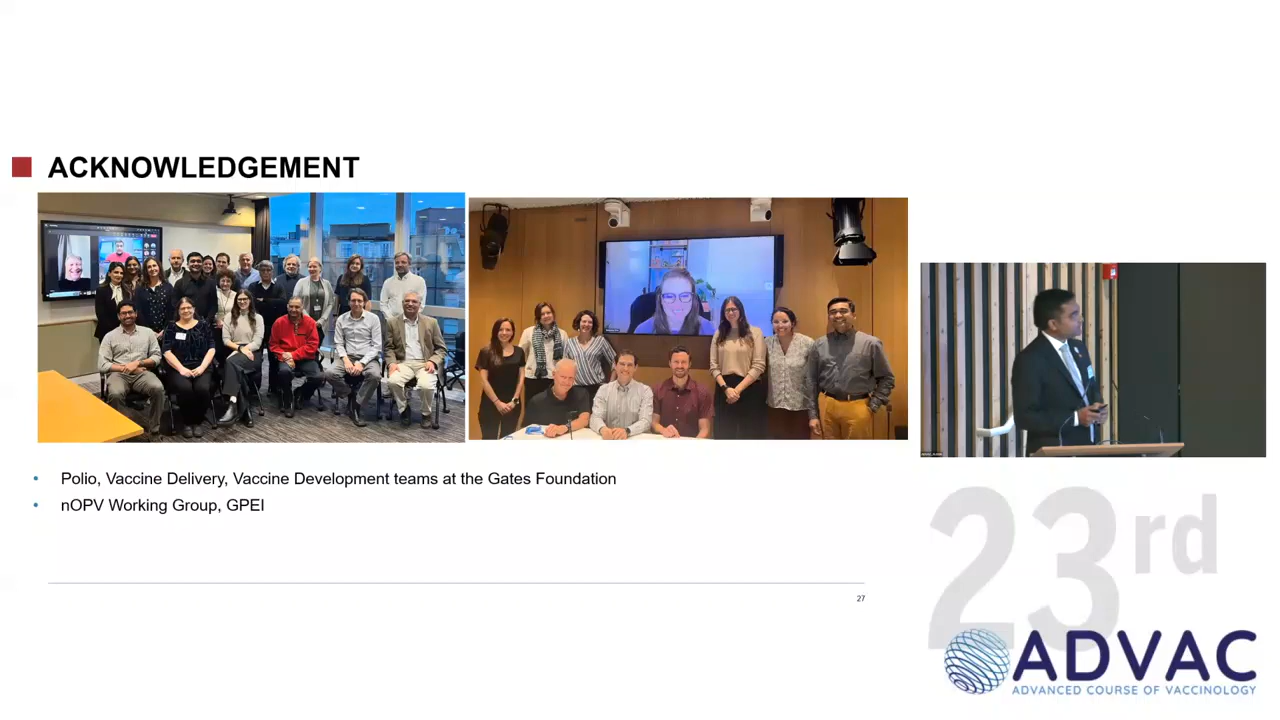 ACKNOWLEDGEMENT
• Polio, Vaccine Delivery, Vaccine Development teams at the Gates Foundation
• nOPV Working Group, GPEI
27
23rd
ADVAC
ADVANCED COURSE OF VACCINOLOGY